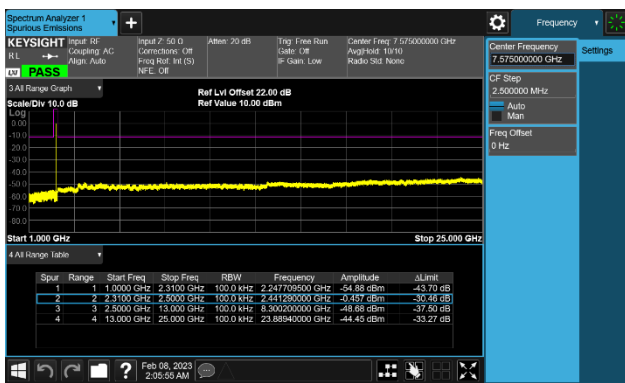 Spectrum Analyzer 1
Spurious Emissions
Frequency
KEYSIGHT Input: RF Input Z: 50 Ω Atten: 20 dB Trig: Free Run Center Freq: 7.575000000 GHz
RL Coupling: AC Corrections: Off Gate: Off Avg|Hold: 10/10
Align: Auto Freq Ref: Int (S) IF Gain: Low Radio Std: None
LXI PASS NFE: Off
Center Frequency
7.575000000 GHz
Settings
CF Step
2.500000 MHz
Auto
Man
Freq Offset
0 Hz
3 All Range Graph
Ref Lvl Offset 22.00 dB
Scale/Div 10.0 dB Ref Value 10.00 dBm
Log
0.00
-10.0
-20.0
-30.0
-40.0
-50.0
-60.0
-70.0
-80.0
Start 1.000 GHz Stop 25.000 GHz
4 All Range Table
Spur Range Start Freq Stop Freq RBW Frequency Amplitude ΔLimit
1 1 1.0000 GHz 2.3100 GHz 100.0 kHz 2.247709500 GHz -54.88 dBm -43.70 dB
2 2 2.3100 GHz 2.5000 GHz 100.0 kHz 2.441290000 GHz -0.457 dBm -30.46 dB
3 3 2.5000 GHz 13.000 GHz 100.0 kHz 8.300200000 GHz -48.68 dBm -37.50 dB
4 4 13.000 GHz 25.000 GHz 100.0 kHz 23.88940000 GHz -44.45 dBm -33.27 dB
? Feb 08, 2023
2:05:55 AM